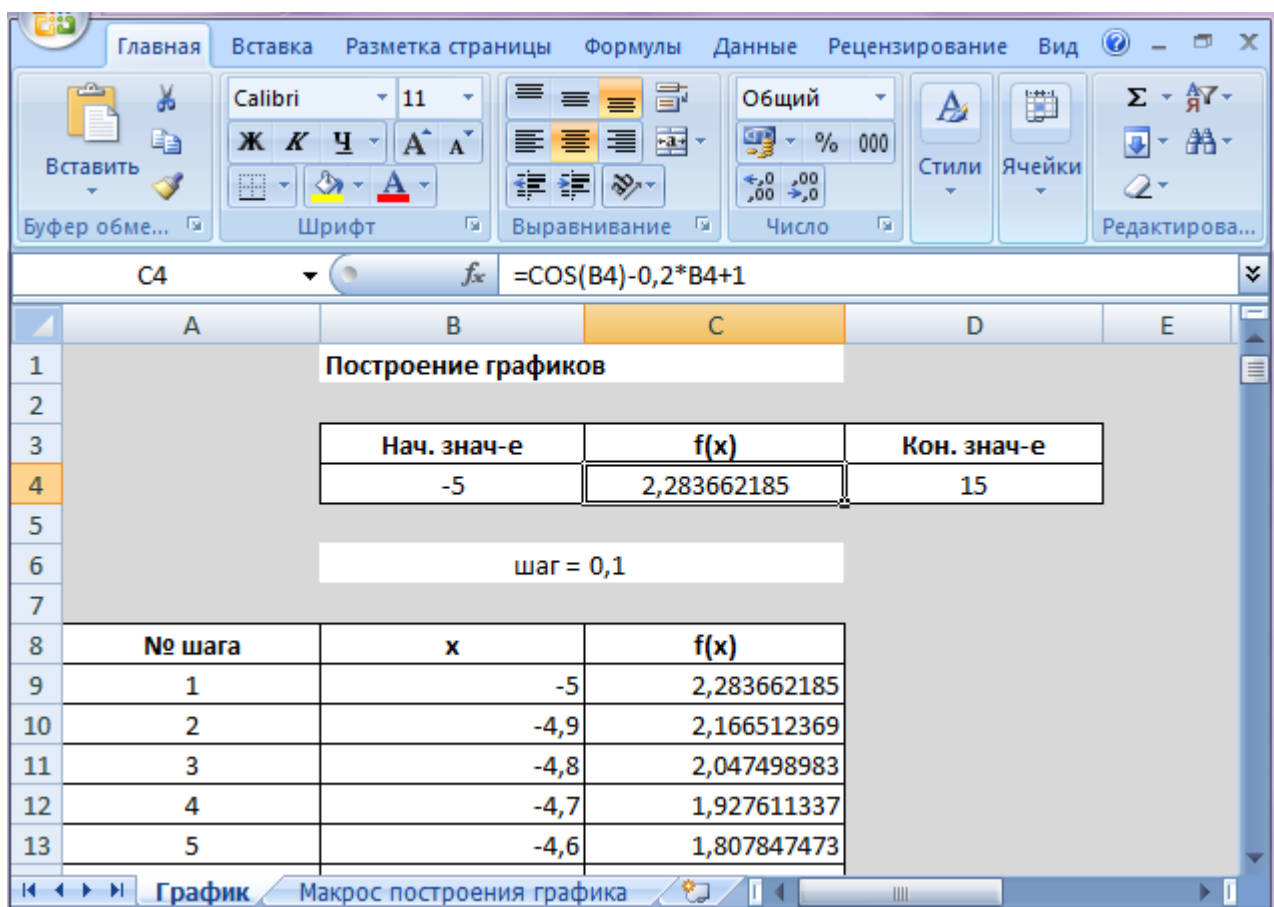 Главная Вставка Разметка страницы Формулы Данные Рецензирование Вид
Вставить
Calibri 11
Ж К Ч
Общий
% 000
,0 ,00
,00 ,0
Стили
Ячейки
Σ
А Я
Буфер обме... Шрифт Выравнивание Число Редактирова...
C4 fx =COS(B4)-0,2*B4+1
A B C D E
1 Построение графиков
2
3 Нач. знач-е f(x) Кон. знач-е
4 -5 2,283662185 15
5
6 шаг = 0,1
7
8 № шага x f(x)
9 1 -5 2,283662185
10 2 -4,9 2,166512369
11 3 -4,8 2,047498983
12 4 -4,7 1,927611337
13 5 -4,6 1,807847473
График Макрос построения графика